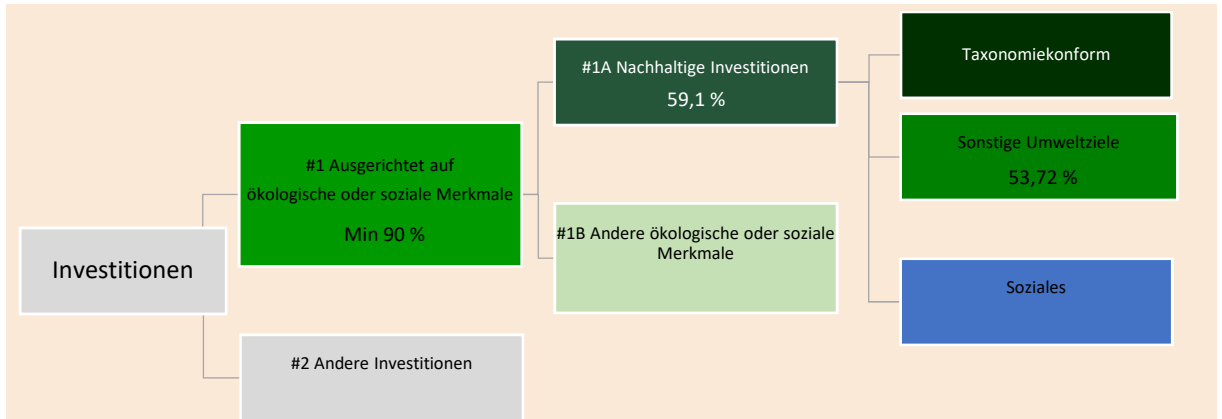 Investitionen
#1 Ausgerichtet auf
ökologische oder soziale Merkmale
Min 90 %
#2 Andere Investitionen
#1A Nachhaltige Investitionen
59,1 %
#1B Andere ökologische oder soziale
Merkmale
Taxonomiekonform
Sonstige Umweltziele
53,72 %
Soziales